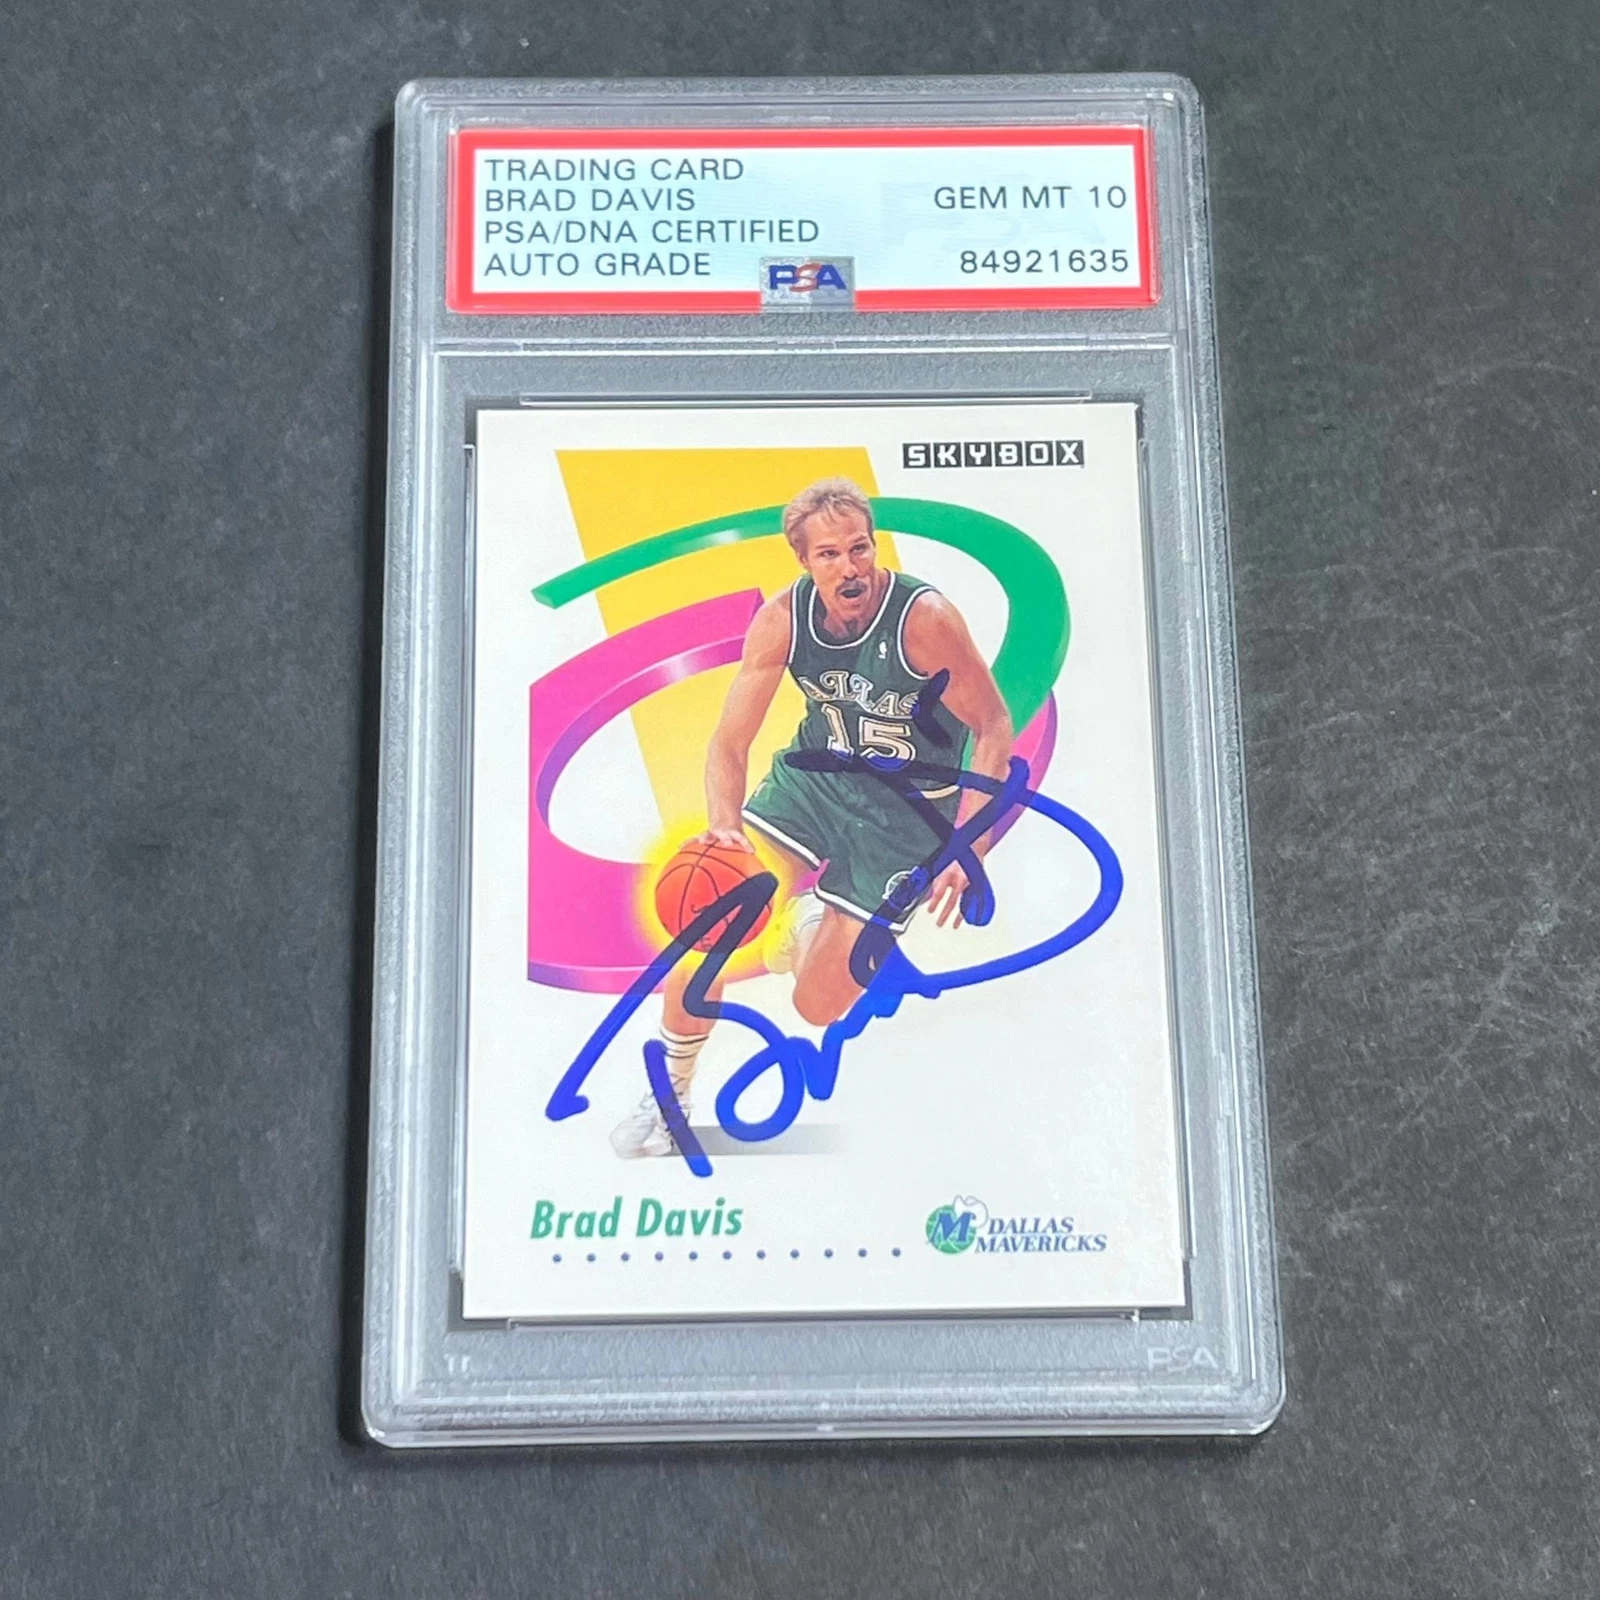 TRADING CARD
BRAD DAVIS
PSA/DNA CERTIFIED
AUTO GRADE
GEM MT 10
84921635
PSA
SKYBOX
ALLAS
15
Brad Davis
M DALLAS
MAVERICKS
PSA